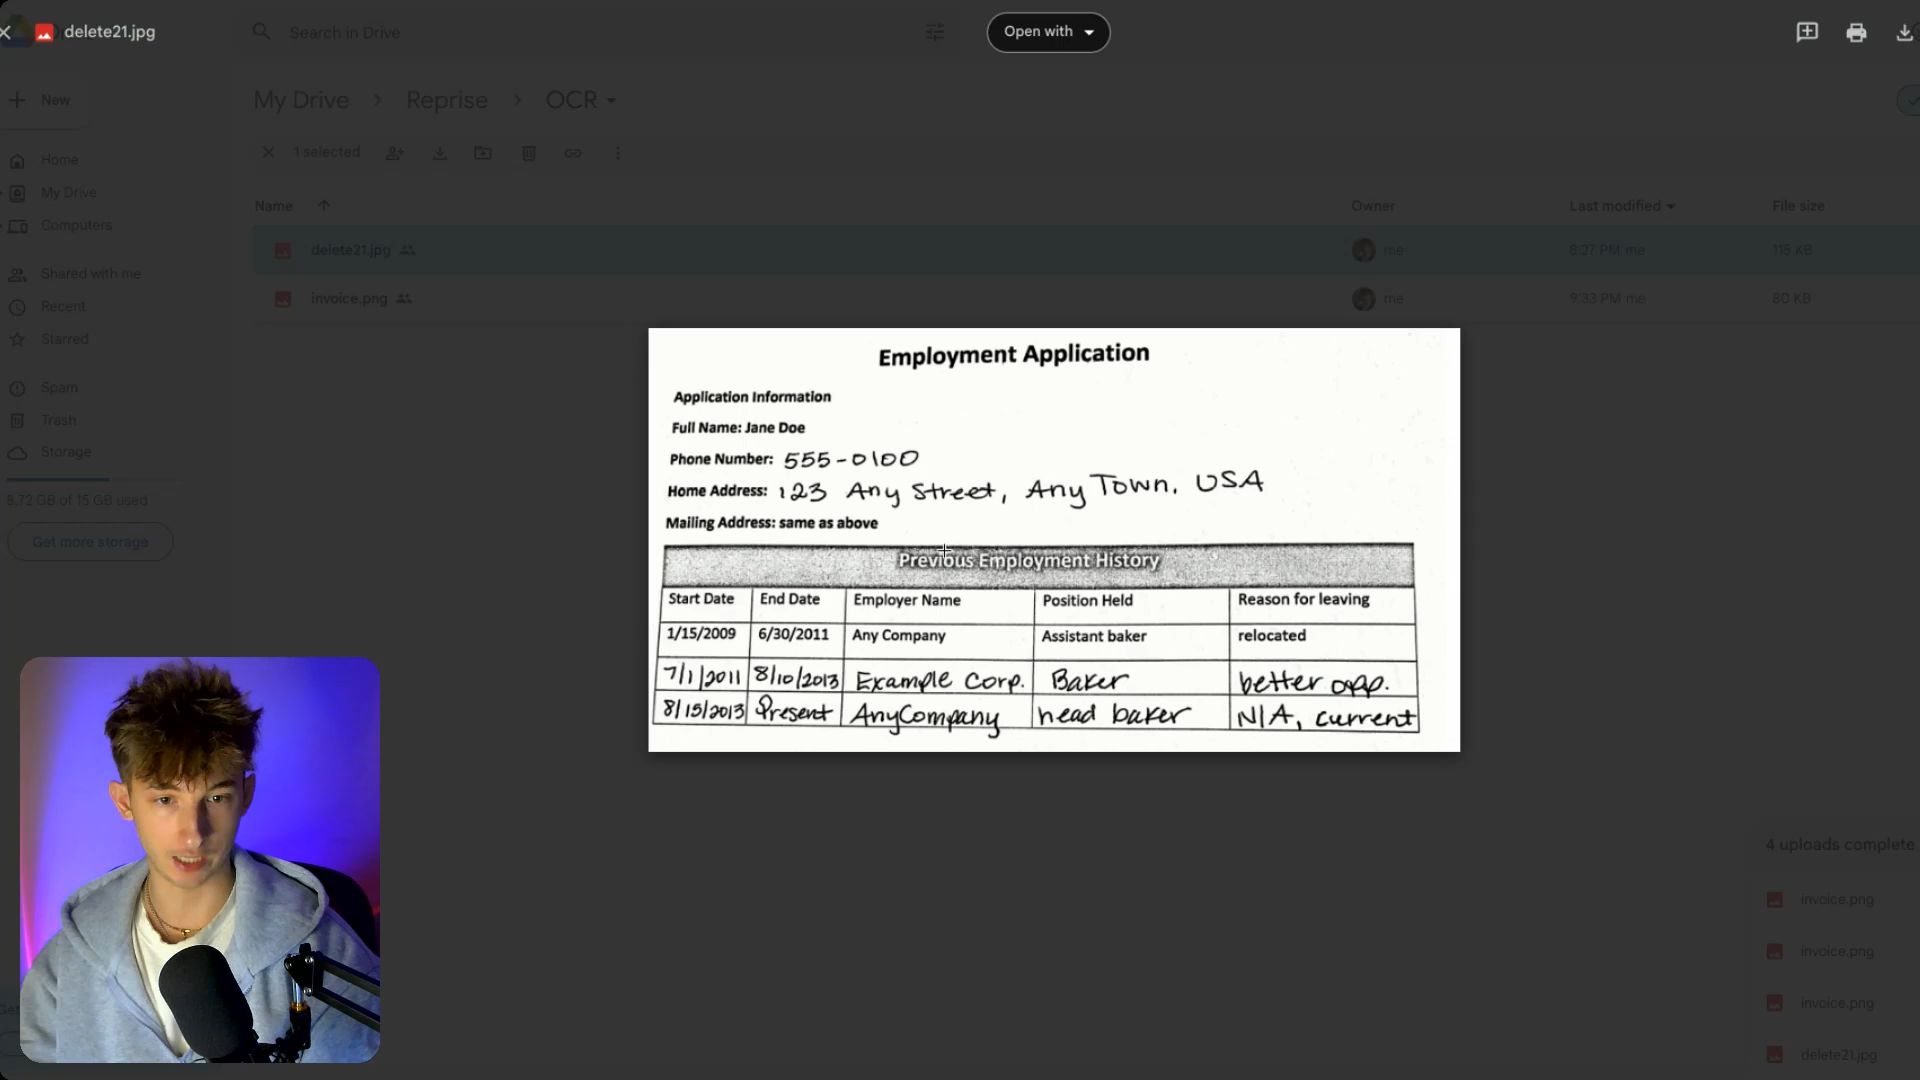 delete21.jpg
Search in Drive
Open with
New
My Drive > Reprise > OCR
1 selected
Home
My Drive
Computers
Shared with me
Recent
Starred
Spam
Trash
Storage
8.72 GB of 15 GB used
Get more storage
Name Owner Last modified File size
delete21.jpg me 8:27 PM me 115 KB
invoice.png me 9:33 PM me 80 KB
Employment Application
Application Information
Full Name: Jane Doe
Phone Number: 555-0100
Home Address: 123 Any Street, Any Town, USA
Mailing Address: same as above
Previous Employment History
Start Date End Date Employer Name Position Held Reason for leaving
1/15/2009 6/30/2011 Any Company Assistant baker relocated
7/1/2011 8/10/2013 Example Corp. Baker better opp.
8/15/2013 Present AnyCompany head baker N/A, current
4 uploads complete
invoice.png
invoice.png
invoice.png
delete21.jpg